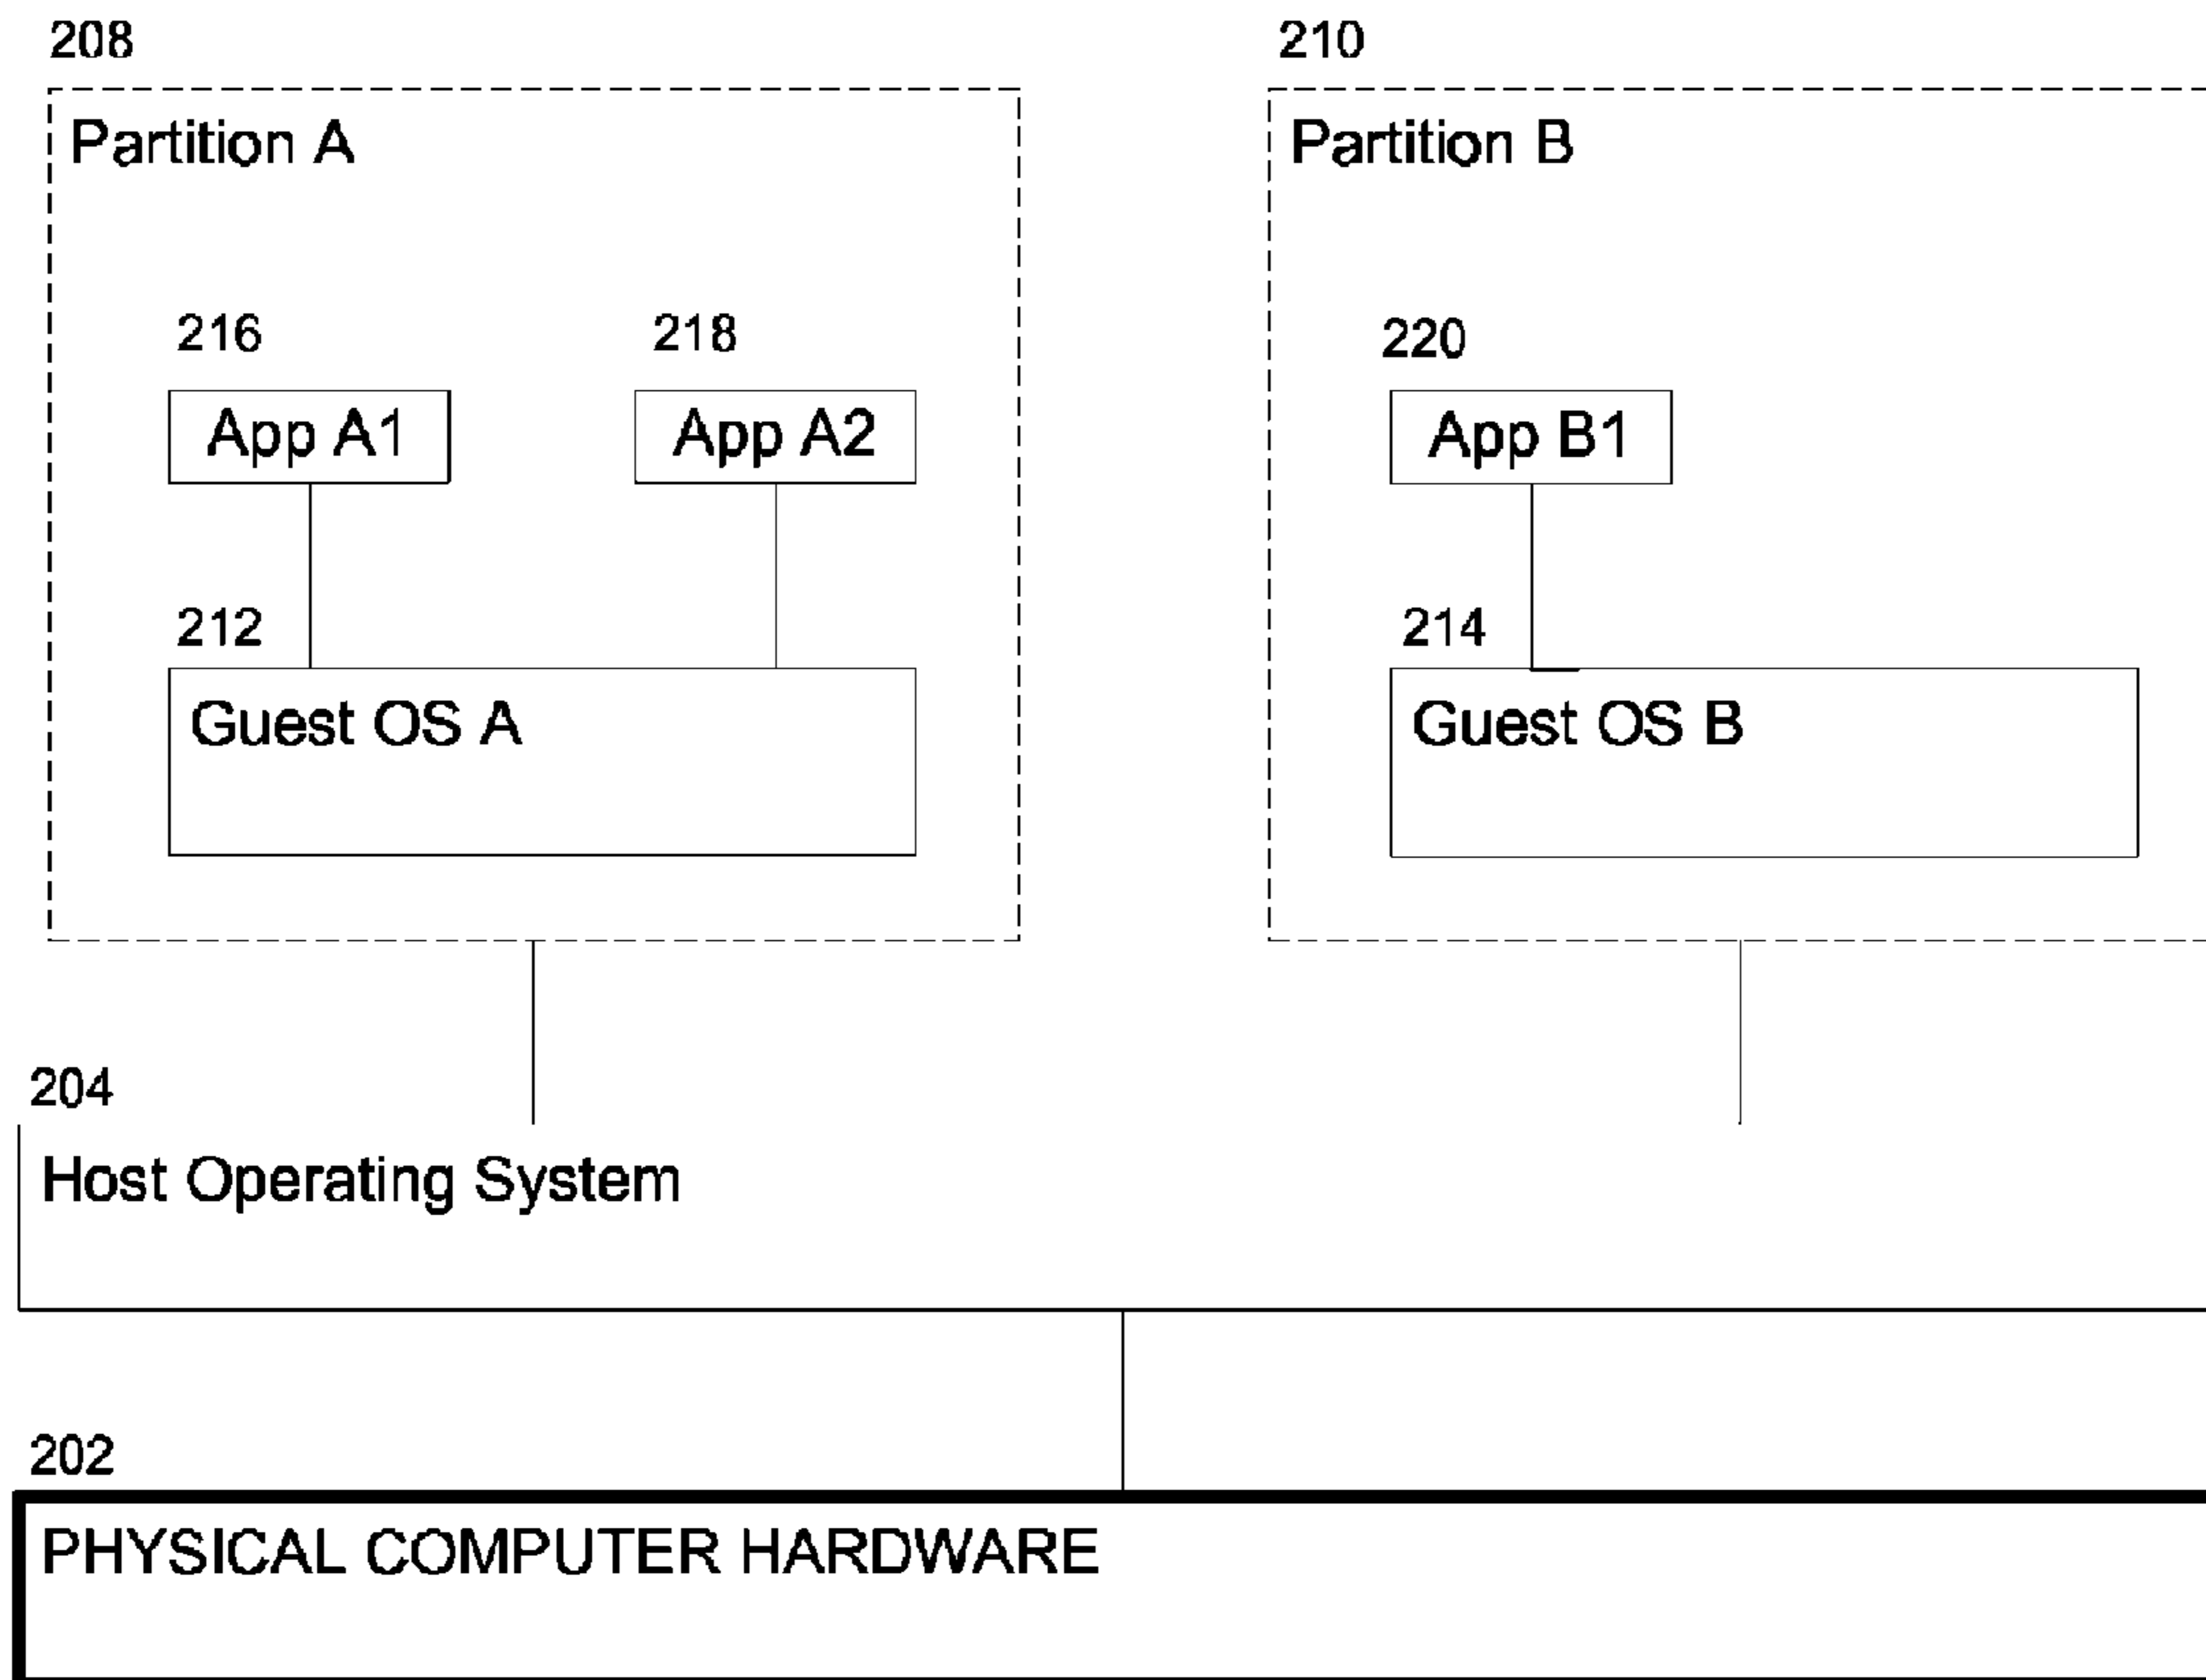 208
210
Partition A
Partition B
216
218
220
App A1
App A2
App B1
212
214
Guest OS A
Guest OS B
204
Host Operating System
202
PHYSICAL COMPUTER HARDWARE